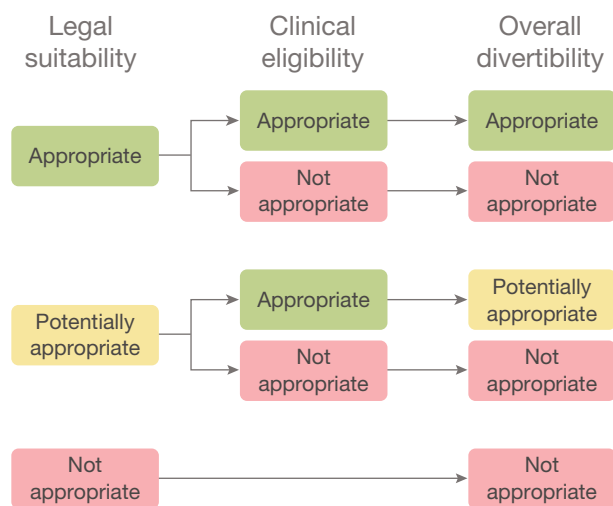 Legal
suitability
Clinical
eligibility
Overall
divertibility
Appropriate
Appropriate
Appropriate
Not
appropriate
Not
appropriate
Potentially
appropriate
Appropriate
Potentially
appropriate
Not
appropriate
Not
appropriate
Not
appropriate
Not
appropriate